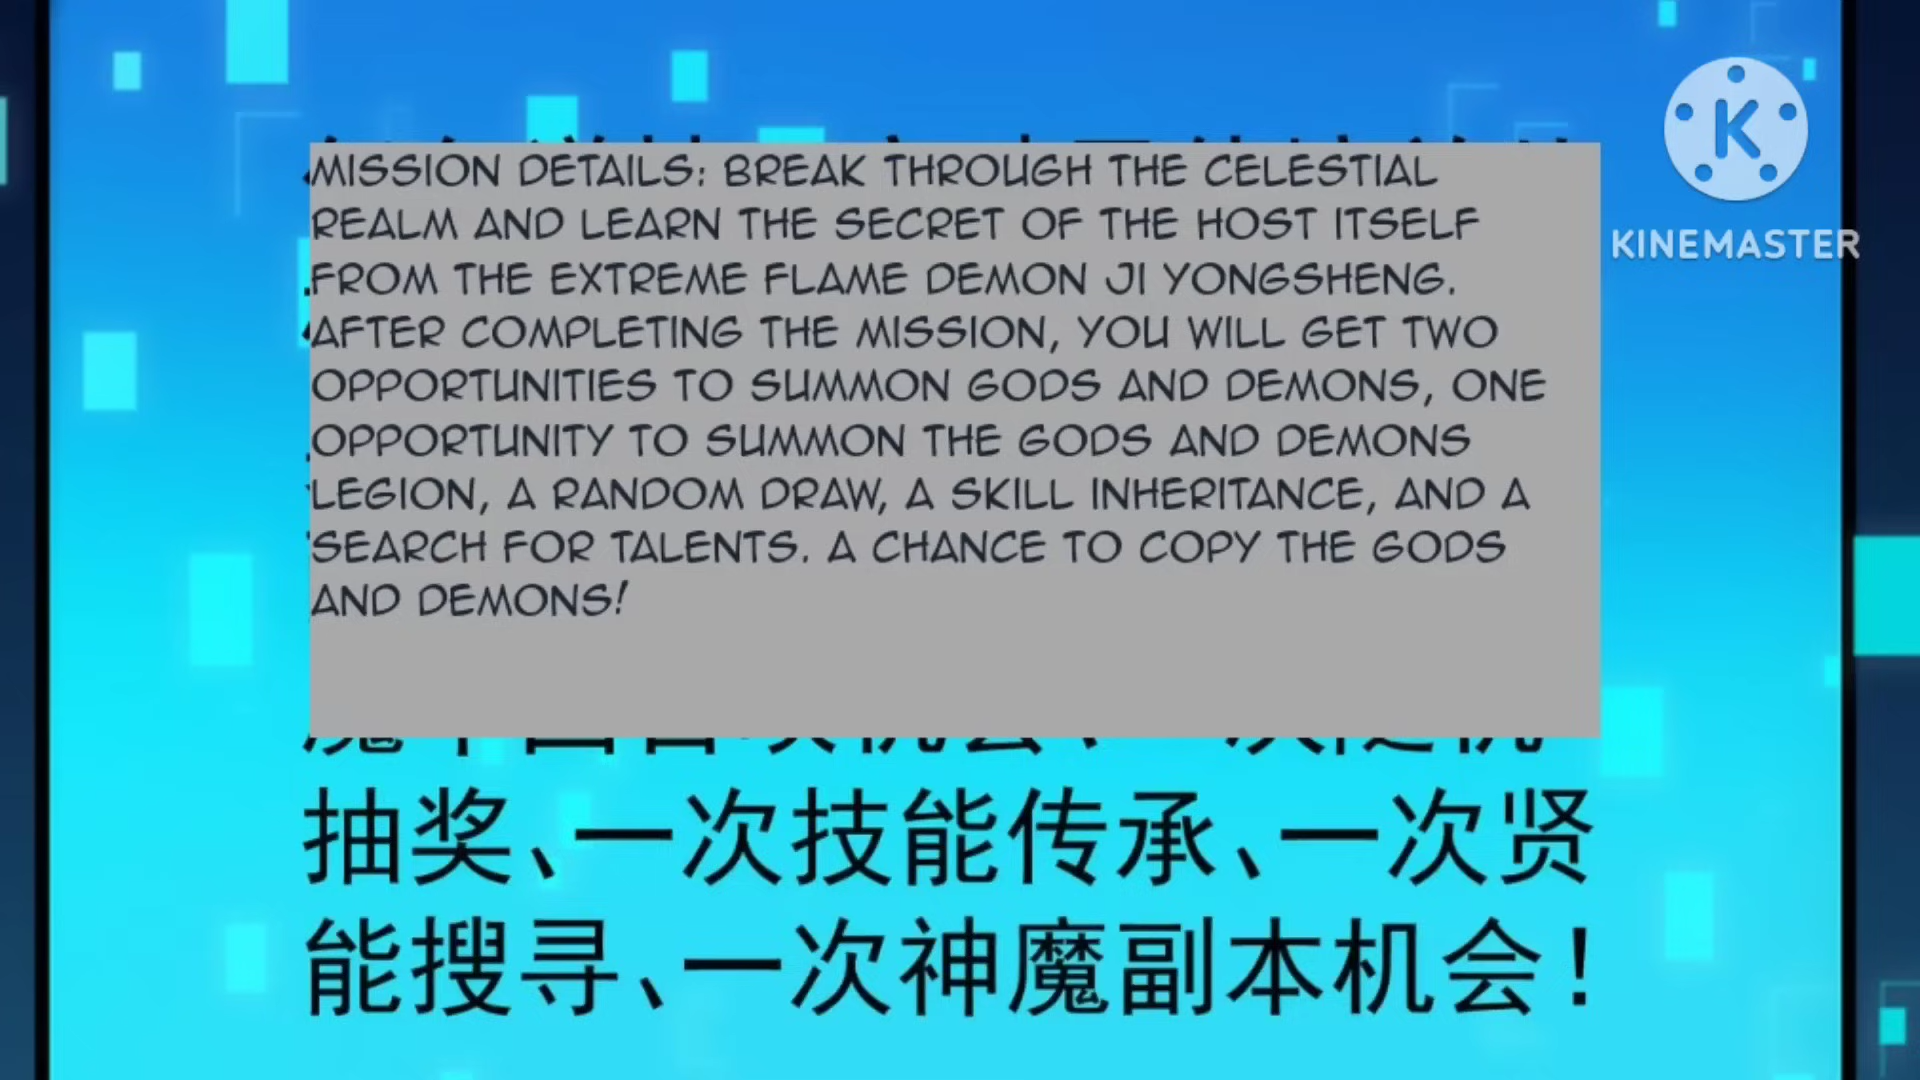 MISSION DETAILS: BREAK THROUGH THE CELESTIAL
REALM AND LEARN THE SECRET OF THE HOST ITSELF
FROM THE EXTREME FLAME DEMON JI YONGSHENG.
AFTER COMPLETING THE MISSION, YOU WILL GET TWO
OPPORTUNITIES TO SUMMON GODS AND DEMONS, ONE
OPPORTUNITY TO SUMMON THE GODS AND DEMONS
LEGION, A RANDOM DRAW, A SKILL INHERITANCE, AND A
SEARCH FOR TALENTS. A CHANCE TO COPY THE GODS
AND DEMONS!
KINEMASTER
抽奖、一次技能传承、一次贤
能搜寻、一次神魔副本机会!